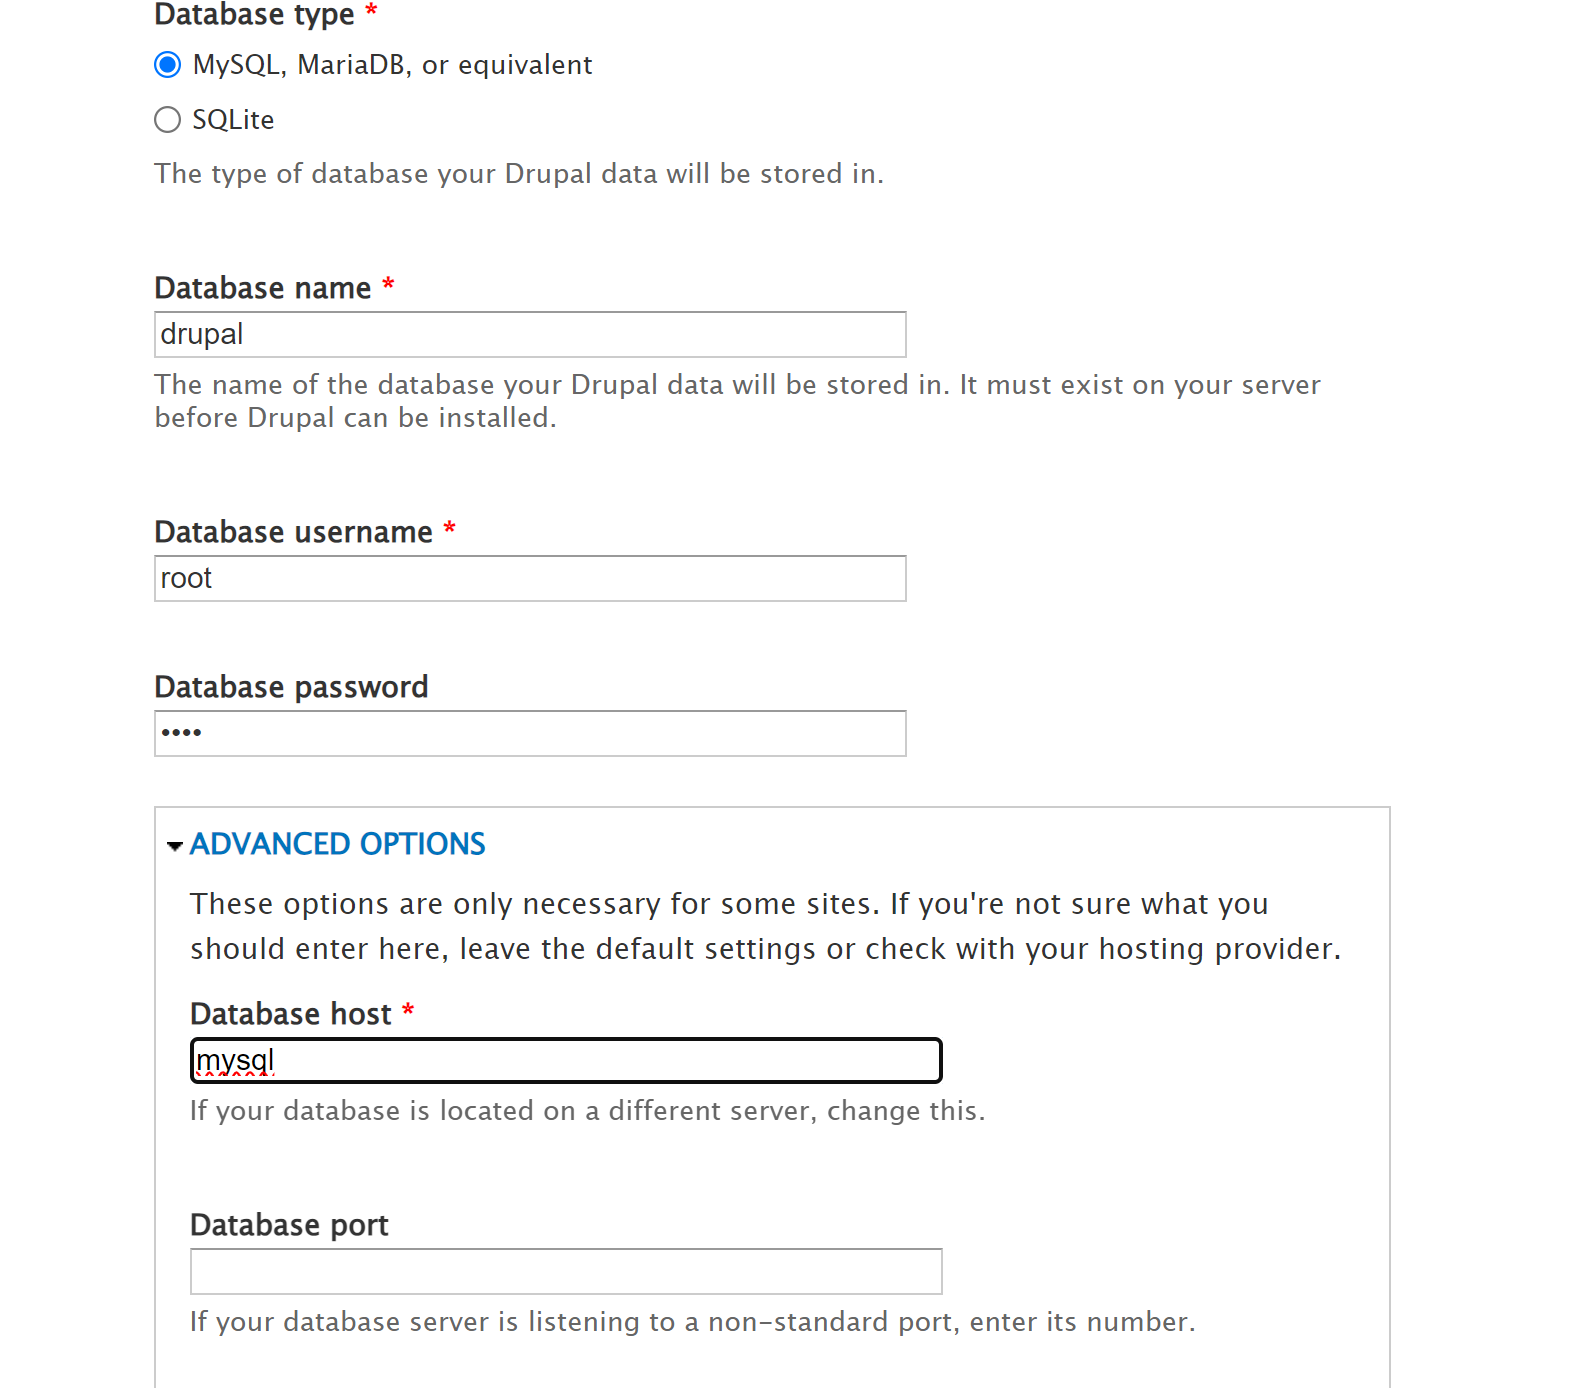 Database type *
MySQL, MariaDB, or equivalent
SQLite
The type of database your Drupal data will be stored in.
Database name *
drupal
The name of the database your Drupal data will be stored in. It must exist on your server
before Drupal can be installed.
Database username *
root
Database password
••••
ADVANCED OPTIONS
These options are only necessary for some sites. If you're not sure what you
should enter here, leave the default settings or check with your hosting provider.
Database host *
mysql
If your database is located on a different server, change this.
Database port
If your database server is listening to a non-standard port, enter its number.